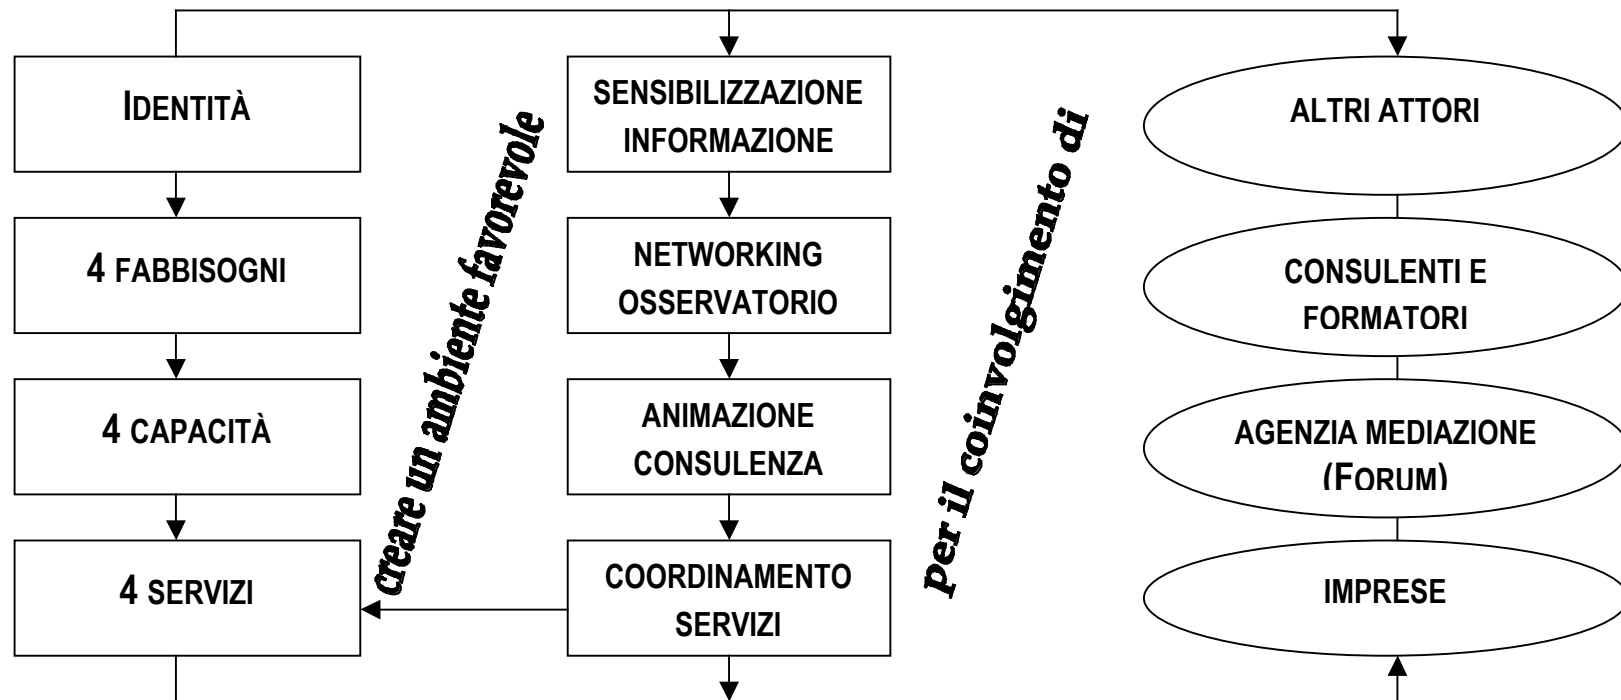 IDENTITÀ
4 FABBISOGNI
4 CAPACITÀ
4 SERVIZI
creare un ambiente favorevole
SENSIBILIZZAZIONE
INFORMAZIONE
NETWORKING
OSSERVATORIO
ANIMAZIONE
CONSULENZA
COORDINAMENTO
SERVIZI
per il coinvolgimento di
ALTRI ATTORI
CONSULENTI E
FORMATORI
AGENZIA MEDIAZIONE
(FORUM)
IMPRESE